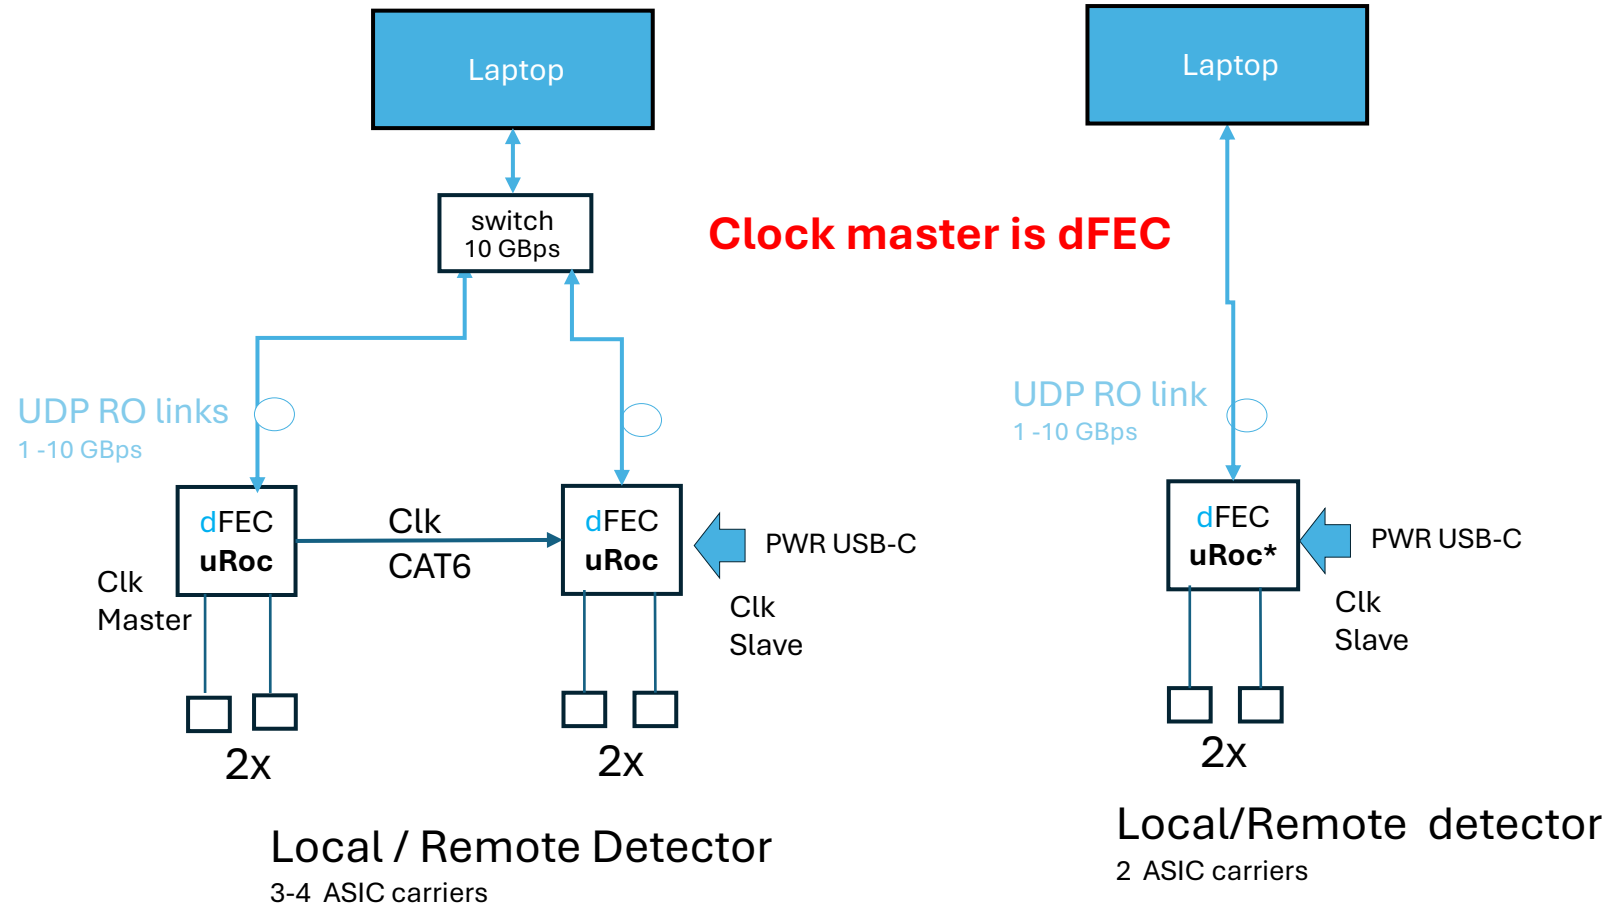 Laptop
Laptop
switch
10 GBps
Clock master is dFEC
UDP RO links
1 -10 GBps
UDP RO link
1 -10 GBps
dFEC
uRoc
Clk
CAT6
dFEC
uRoc
PWR USB-C
dFEC
uRoc*
PWR USB-C
Clk
Master
Clk
Slave
Clk
Slave
2x
2x
2x
Local / Remote Detector
3-4 ASIC carriers
Local/Remote detector
2 ASIC carriers